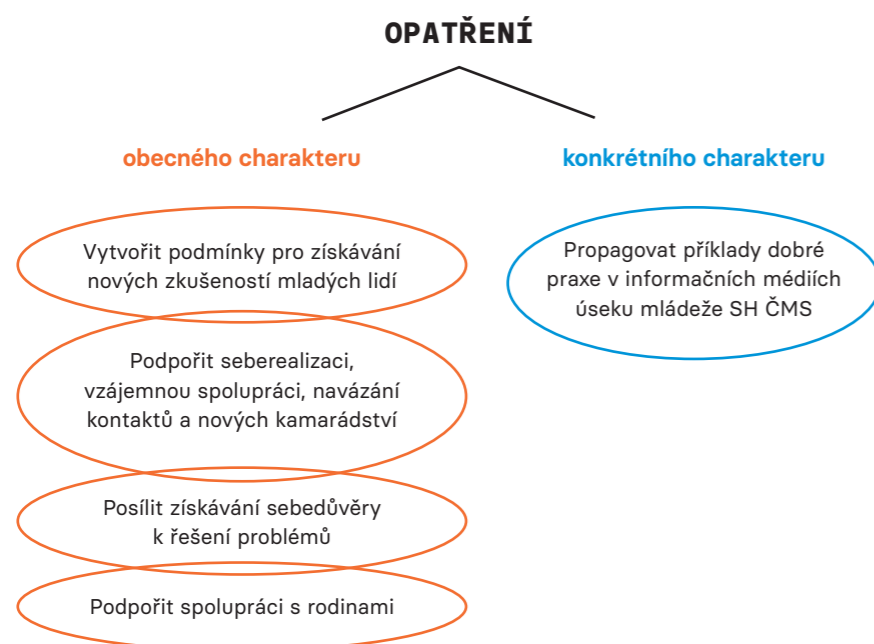 OPATŘENÍ
obecného charakteru
Vytvořit podmínky pro získávání
nových zkušeností mladých lidí
Podpořit seberealizaci,
vzájemnou spolupráci, navázání
kontaktů a nových kamarádství
Posílit získávání sebedůvěry
k řešení problémů
Podpořit spolupráci s rodinami
konkrétního charakteru
Propagovat příklady dobré
praxe v informačních médiích
úseku mládeže SH ČMS